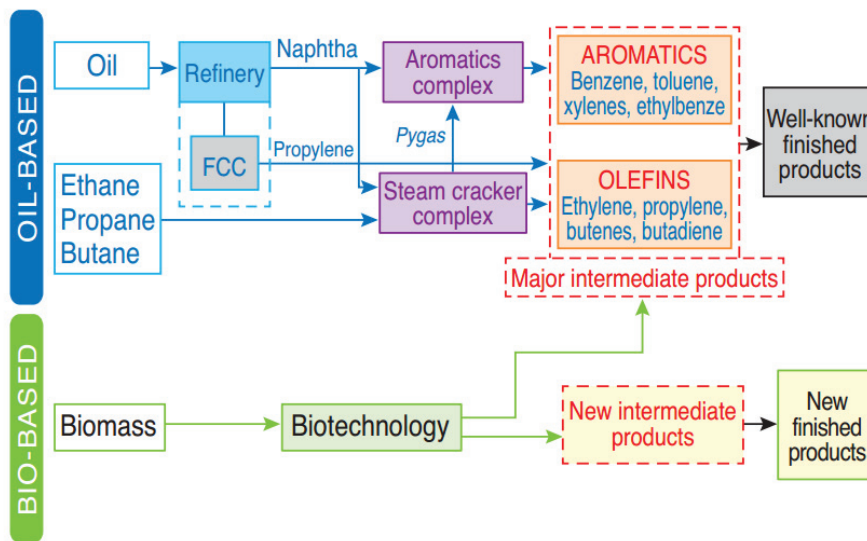 OIL-BASED
Oil
Refinery
Naphtha
Aromatics
complex
AROMATICS
Benzene, toluene,
xylenes, ethylbenze
Well-known
finished
products
FCC
Propylene
Pygas
Ethane
Propane
Butane
Steam cracker
complex
OLEFINS
Ethylene, propylene,
butenes, butadiene
Major intermediate products
BIO-BASED
Biomass
Biotechnology
New intermediate
products
New
finished
products